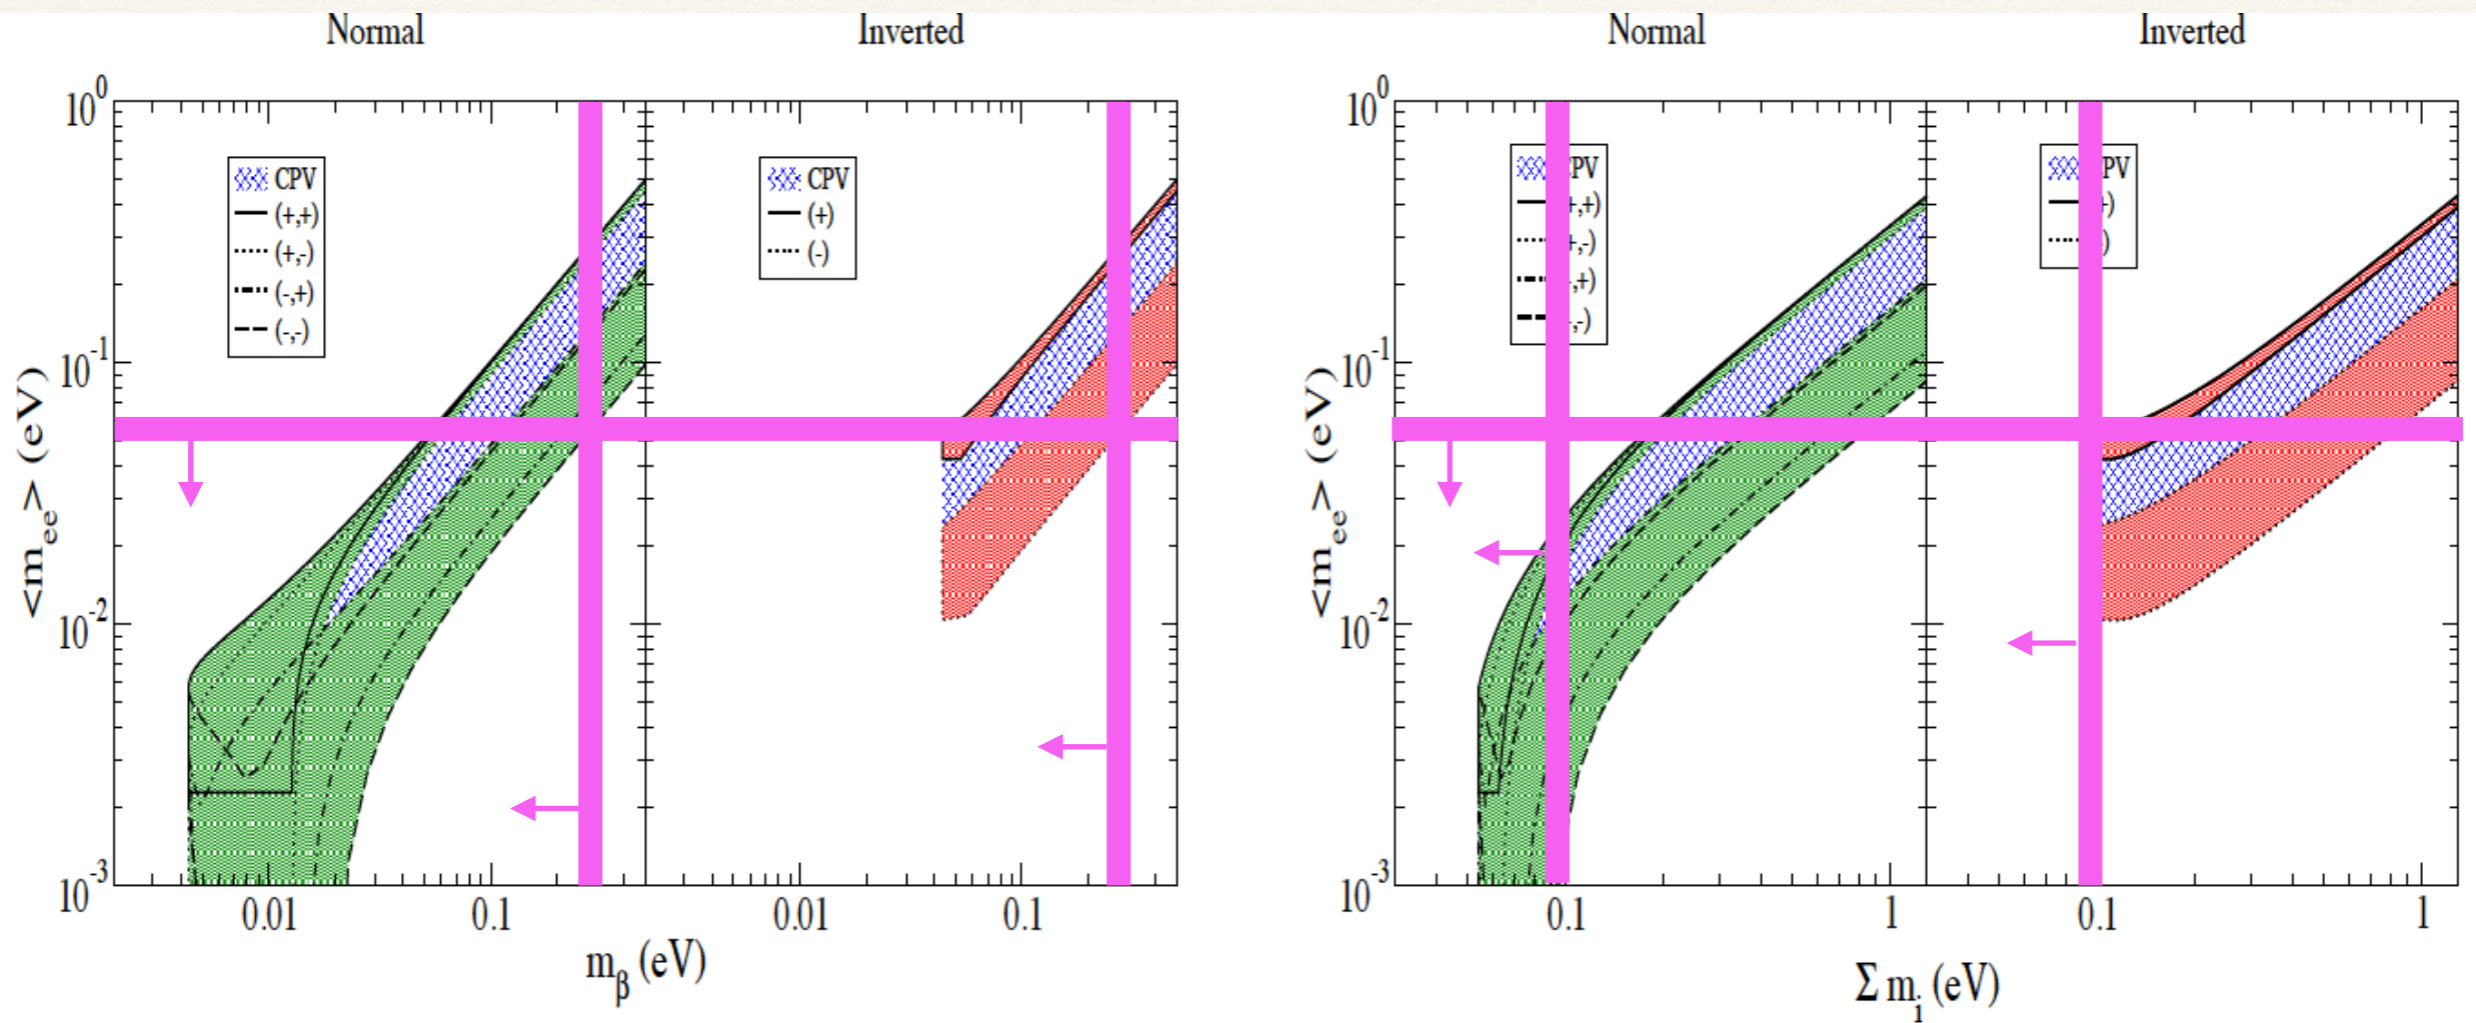 Normal Inverted Normal Inverted
<m_ee> (eV)
10^0
10^-1
10^-2
10^-3
CPV
(+,+)
(+,-)
(-,+)
(-,-)
CPV
(+)
(-)
0.01 0.1 0.01 0.1
m_β (eV)
<m_ee> (eV)
10^0
10^-1
10^-2
10^-3
PV
+,+)
+,-)
,+)
,-)
PV
)
)
0.1 1 0.1 1
Σ m_i (eV)